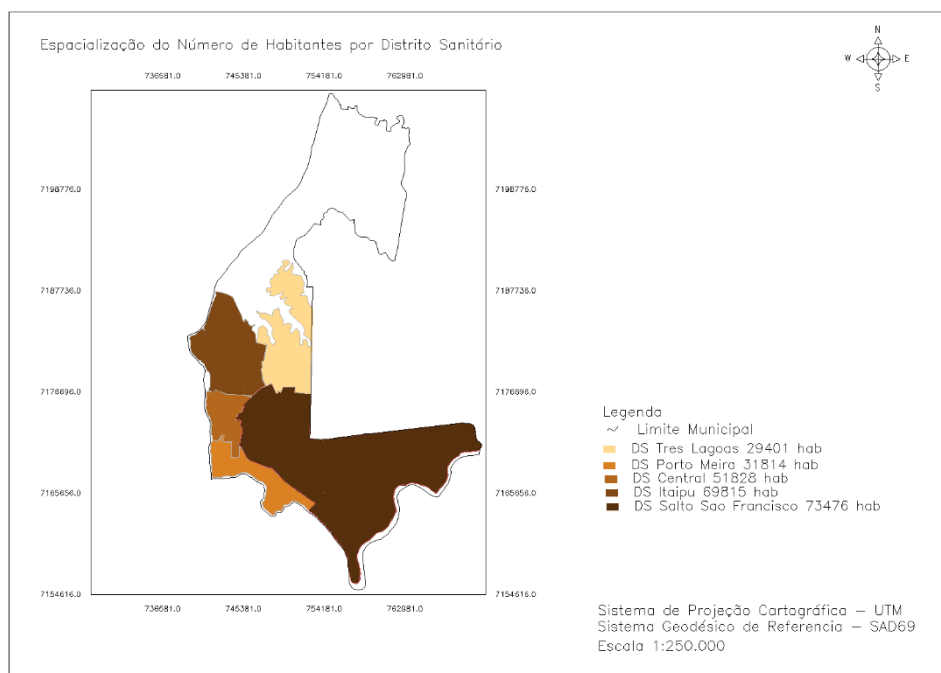 Espacialização do Número de Habitantes por Distrito Sanitário
N
W E
S
736581.0 745381.0 754181.0 762981.0
7198776.0 7198776.0
7187736.0 7187736.0
7176696.0 7176696.0
Legenda
Limite Municipal
DS Tres Lagoas 29401 hab
DS Porto Meira 31814 hab
DS Central 51828 hab
DS Itaipu 69815 hab
DS Salto Sao Francisco 73476 hab
7165656.0 7165656.0
7154616.0 7154616.0
736581.0 745381.0 754181.0 762981.0
Sistema de Projeção Cartográfica – UTM
Sistema Geodésico de Referencia – SAD69
Escala 1:250.000